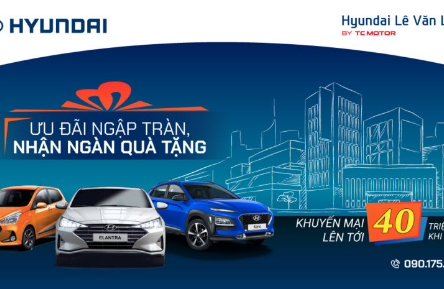 HYUNDAI
Hyundai Lê Văn L
BY TC MOTOR
ƯU ĐÃI NGẬP TRÀN,
NHẬN NGÀN QUÀ TẶNG
ELANTRA
KHUYẾN MẠI
LÊN TỚI
40
TRIỆ
KHI
090.175.